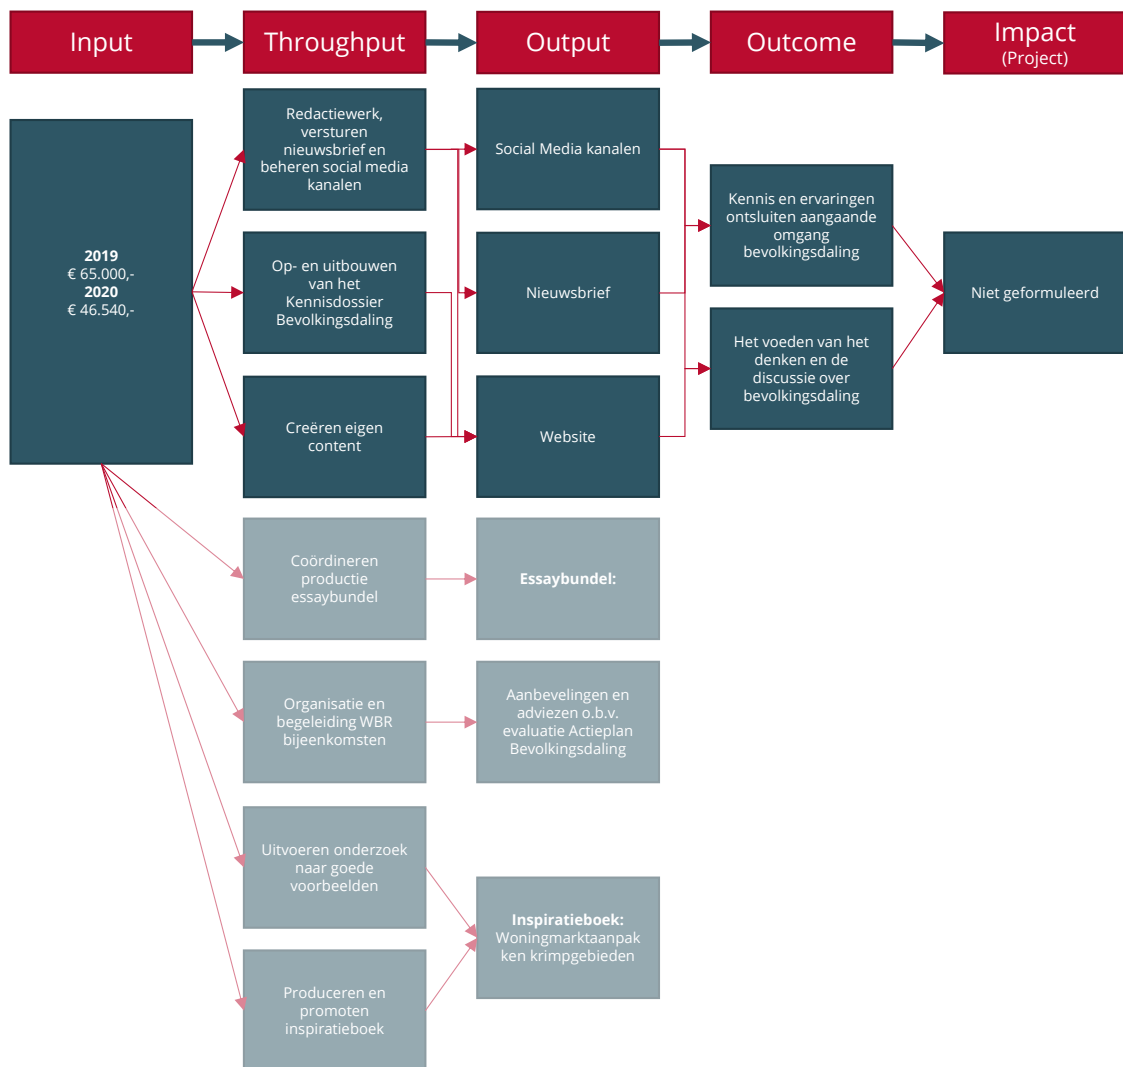 Input
Throughput
Output
Outcome
Impact
(Project)
2019
€ 65.000,-
2020
€ 46.540,-
Redactiewerk,
versturen
nieuwsbrief en
beheren social media
kanalen
Op- en uitbouwen
van het
Kennisdossier
Bevolkingsdaling
Creëren eigen
content
Coördineren
productie
essaybundel
Organisatie en
begeleiding WBR
bijeenkomsten
Uitvoeren onderzoek
naar goede
voorbeelden
Produceren en
promoten
inspiratieboek
Social Media kanalen
Nieuwsbrief
Website
Essaybundel:
Aanbevelingen en
adviezen o.b.v.
evaluatie Actieplan
Bevolkingsdaling
Inspiratieboek:
Woningmarktaanpak
ken krimpgebieden
Kennis en ervaringen
ontsluiten aangaande
omgang
bevolkingsdaling
Het voeden van het
denken en de
discussie over
bevolkingsdaling
Niet geformuleerd